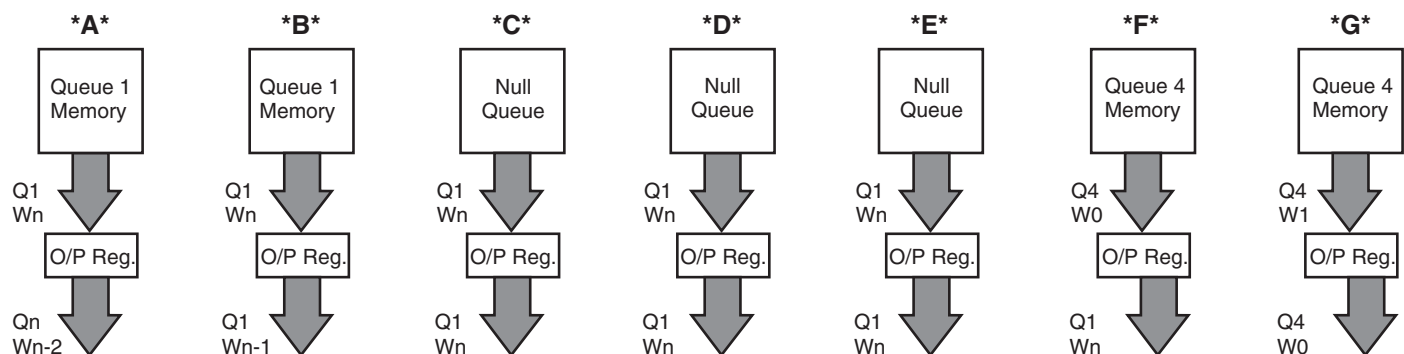 *A*
*B*
*C*
*D*
*E*
*F*
*G*
Queue 1
Memory
Queue 1
Memory
Null
Queue
Null
Queue
Null
Queue
Queue 4
Memory
Queue 4
Memory
Q1
Wn
Q1
Wn
Q1
Wn
Q1
Wn
Q1
Wn
Q4
W0
Q4
W1
O/P Reg.
O/P Reg.
O/P Reg.
O/P Reg.
O/P Reg.
O/P Reg.
O/P Reg.
Qn
Wn-2
Q1
Wn-1
Q1
Wn
Q1
Wn
Q1
Wn
Q1
Wn
Q4
W0